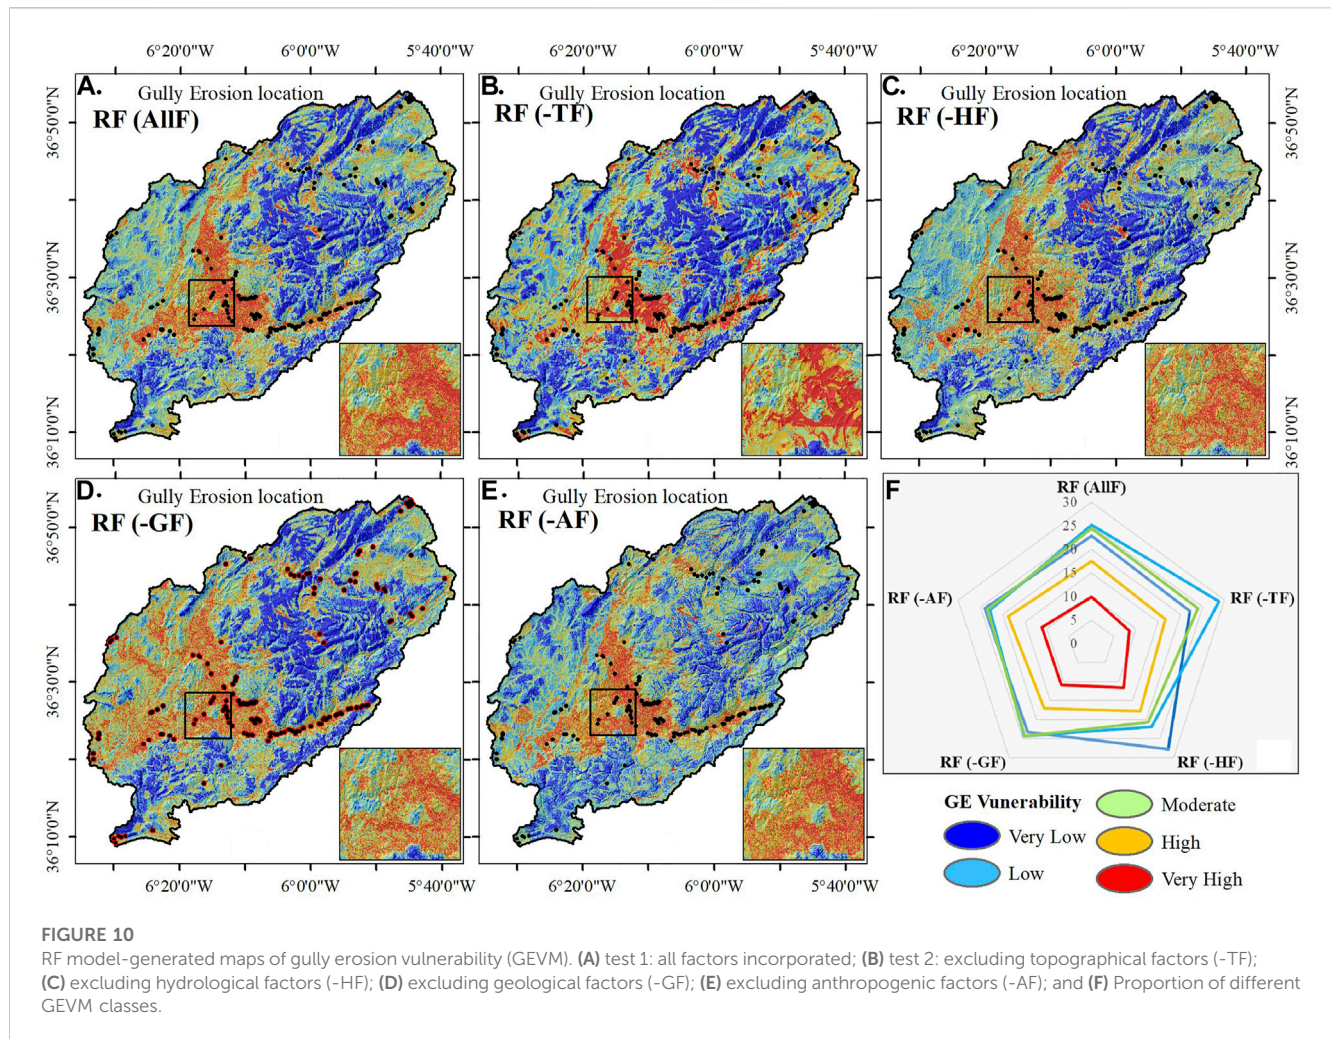 6°20'0"W 6°0'0"W 5°40'0"W 6°20'0"W 6°0'0"W 5°40'0"W 6°20'0"W 6°0'0"W 5°40'0"W
A. Gully Erosion location
RF (AllF)
B. Gully Erosion location
RF (-TF)
C. Gully Erosion location
RF (-HF)
36°50'0"N
36°30'0"N
36°10'0"N
36°50'0"N
36°30'0"N
36°10'0"N
D. Gully Erosion location
RF (-GF)
E. Gully Erosion location
RF (-AF)
36°50'0"N
36°30'0"N
36°10'0"N
6°20'0"W 6°0'0"W 5°40'0"W 6°20'0"W 6°0'0"W 5°40'0"W
F
RF (AllF)
30
25
20
15
10
5
0
RF (-AF)
RF (-TF)
RF (-GF)
RF (-HF)
GE Vunerability
Very Low
Low
Moderate
High
Very High
FIGURE 10
RF model-generated maps of gully erosion vulnerability (GEVM). (A) test 1: all factors incorporated; (B) test 2: excluding topographical factors (-TF);
(C) excluding hydrological factors (-HF); (D) excluding geological factors (-GF); (E) excluding anthropogenic factors (-AF); and (F) Proportion of different
GEVM classes.